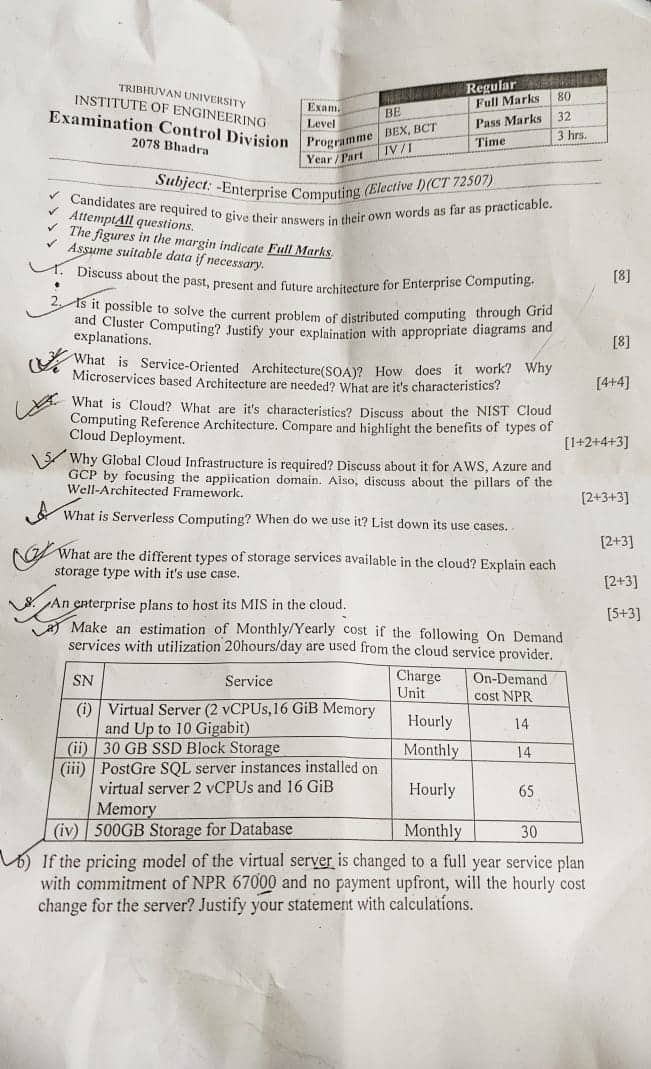 TRIBHUVAN UNIVERSITY
INSTITUTE OF ENGINEERING
Examination Control Division
2078 Bhadra
Exam. Regular
Level BE Full Marks 80
Programme BEX, BCT Pass Marks 32
Year / Part IV / I Time 3 hrs.
Subject: -Enterprise Computing (Elective I)(CT 72507)
✓ Candidates are required to give their answers in their own words as far as practicable.
✓ AttemptAll questions.
✓ The figures in the margin indicate Full Marks.
✓ Assume suitable data if necessary.
1. Discuss about the past, present and future architecture for Enterprise Computing. [8]
2. Is it possible to solve the current problem of distributed computing through Grid
and Cluster Computing? Justify your explaination with appropriate diagrams and
explanations. [8]
3. What is Service-Oriented Architecture(SOA)? How does it work? Why
Microservices based Architecture are needed? What are it's characteristics? [4+4]
4. What is Cloud? What are it's characteristics? Discuss about the NIST Cloud
Computing Reference Architecture. Compare and highlight the benefits of types of
Cloud Deployment. [1+2+4+3]
5. Why Global Cloud Infrastructure is required? Discuss about it for AWS, Azure and
GCP by focusing the application domain. Also, discuss about the pillars of the
Well-Architected Framework. [2+3+3]
6. What is Serverless Computing? When do we use it? List down its use cases. [2+3]
7. What are the different types of storage services available in the cloud? Explain each
storage type with it's use case. [2+3]
8. An enterprise plans to host its MIS in the cloud. [5+3]
a) Make an estimation of Monthly/Yearly cost if the following On Demand
services with utilization 20hours/day are used from the cloud service provider.
SN Service Charge Unit On-Demand cost NPR
(i) Virtual Server (2 vCPUs,16 GiB Memory
and Up to 10 Gigabit) Hourly 14
(ii) 30 GB SSD Block Storage Monthly 14
(iii) PostGre SQL server instances installed on
virtual server 2 vCPUs and 16 GiB Hourly 65
Memory
(iv) 500GB Storage for Database Monthly 30
b) If the pricing model of the virtual server is changed to a full year service plan
with commitment of NPR 67000 and no payment upfront, will the hourly cost
change for the server? Justify your statement with calculations.